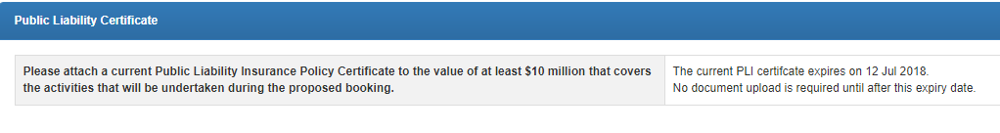 Public Liability Certificate
Please attach a current Public Liability Insurance Policy Certificate to the value of at least $10 million that covers
the activities that will be undertaken during the proposed booking.
The current PLI certifcate expires on 12 Jul 2018.
No document upload is required until after this expiry date.